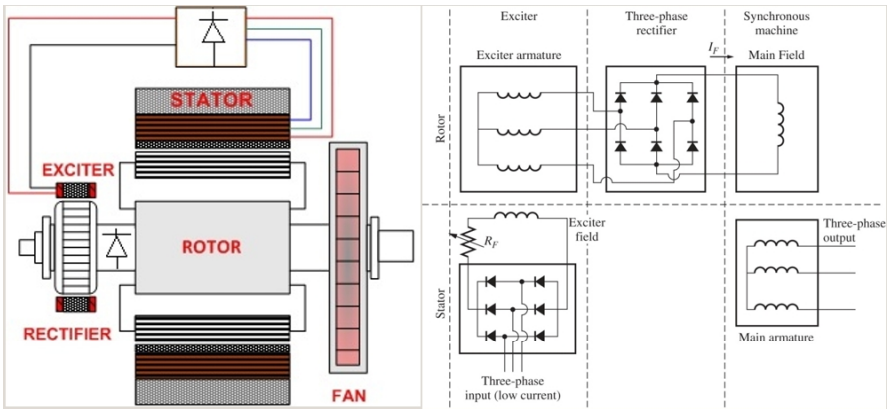 STATOR
EXCITER
ROTOR
RECTIFIER
FAN
Exciter
Three-phase
rectifier
Synchronous
machine
Exciter armature
I_F
Main Field
Rotor
Exciter
field
R_F
Three-phase
output
Stator
Main armature
Three-phase
input (low current)